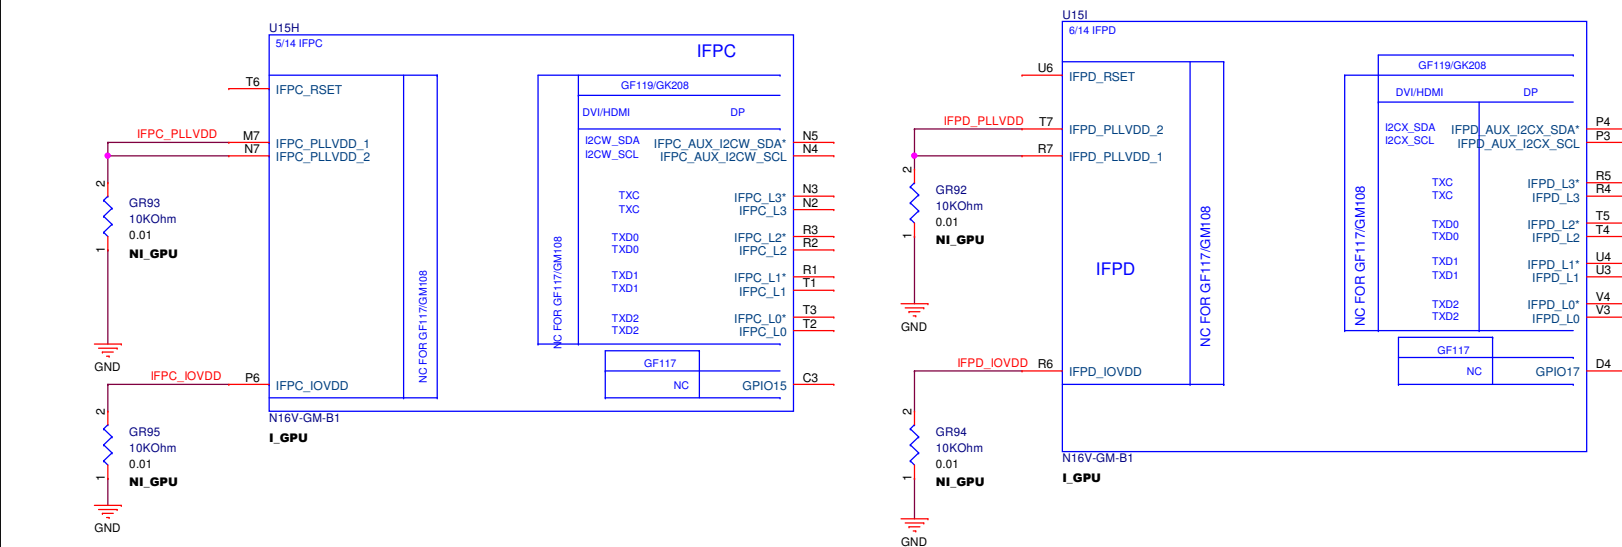 U15H
5/14 IFPC
IFPC
T6
IFPC_RSET
IFPC_PLLVDD
M7
IFPC_PLLVDD_1
N7
IFPC_PLLVDD_2
2
GR93
10KOhm
0.01
1
NI_GPU
GND
IFPC_IOVDD
P6
IFPC_IOVDD
2
GR95
10KOhm
0.01
1
NI_GPU
GND
NC FOR GF117/GM108
NC FOR GF117/GM108
GF119/GK208
DVI/HDMI
DP
I2CW_SDA
IFPC_AUX_I2CW_SDA*
N5
I2CW_SCL
IFPC_AUX_I2CW_SCL
N4
TXC
IFPC_L3*
N3
TXC
IFPC_L3
N2
TXD0
IFPC_L2*
R3
TXD0
IFPC_L2
R2
TXD1
IFPC_L1*
R1
TXD1
IFPC_L1
T1
TXD2
IFPC_L0*
T3
TXD2
IFPC_L0
T2
GF117
NC
GPIO15
C3
N16V-GM-B1
I_GPU
U15I
6/14 IFPD
U6
IFPD_RSET
IFPD_PLLVDD
T7
IFPD_PLLVDD_2
R7
IFPD_PLLVDD_1
2
GR92
10KOhm
0.01
1
NI_GPU
GND
IFPD
IFPD_IOVDD
R6
IFPD_IOVDD
2
GR94
10KOhm
0.01
1
NI_GPU
GND
NC FOR GF117/GM108
NC FOR GF117/GM108
GF119/GK208
DVI/HDMI
DP
I2CX_SDA
IFPD_AUX_I2CX_SDA*
P4
I2CX_SCL
IFPD_AUX_I2CX_SCL
P3
TXC
IFPD_L3*
R5
TXC
IFPD_L3
R4
TXD0
IFPD_L2*
T5
TXD0
IFPD_L2
T4
TXD1
IFPD_L1*
U4
TXD1
IFPD_L1
U3
TXD2
IFPD_L0*
V4
TXD2
IFPD_L0
V3
GF117
NC
GPIO17
D4
N16V-GM-B1
I_GPU